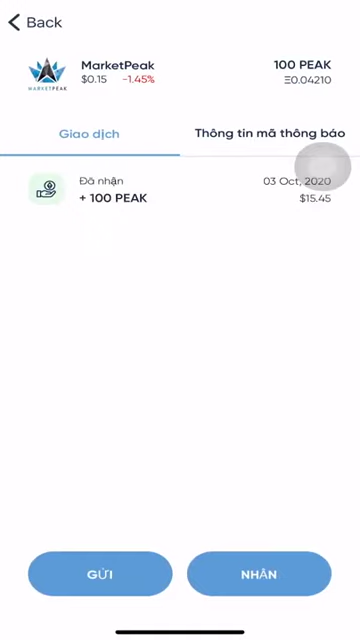 Back
MarketPeak
100 PEAK
$0.15 -1.45%
Ξ0.04210
MARKETPEAK
Giao dịch
Thông tin mã thông báo
Đã nhận
03 Oct, 2020
+ 100 PEAK
$15.45
GỬI
NHẬN